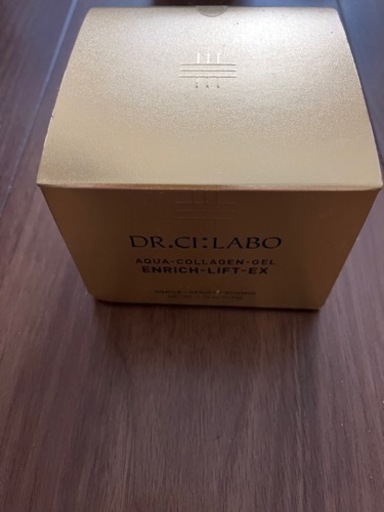 DR.CI:LABO
AQUA-COLLAGEN-GEL
ENRICH-LIFT-EX